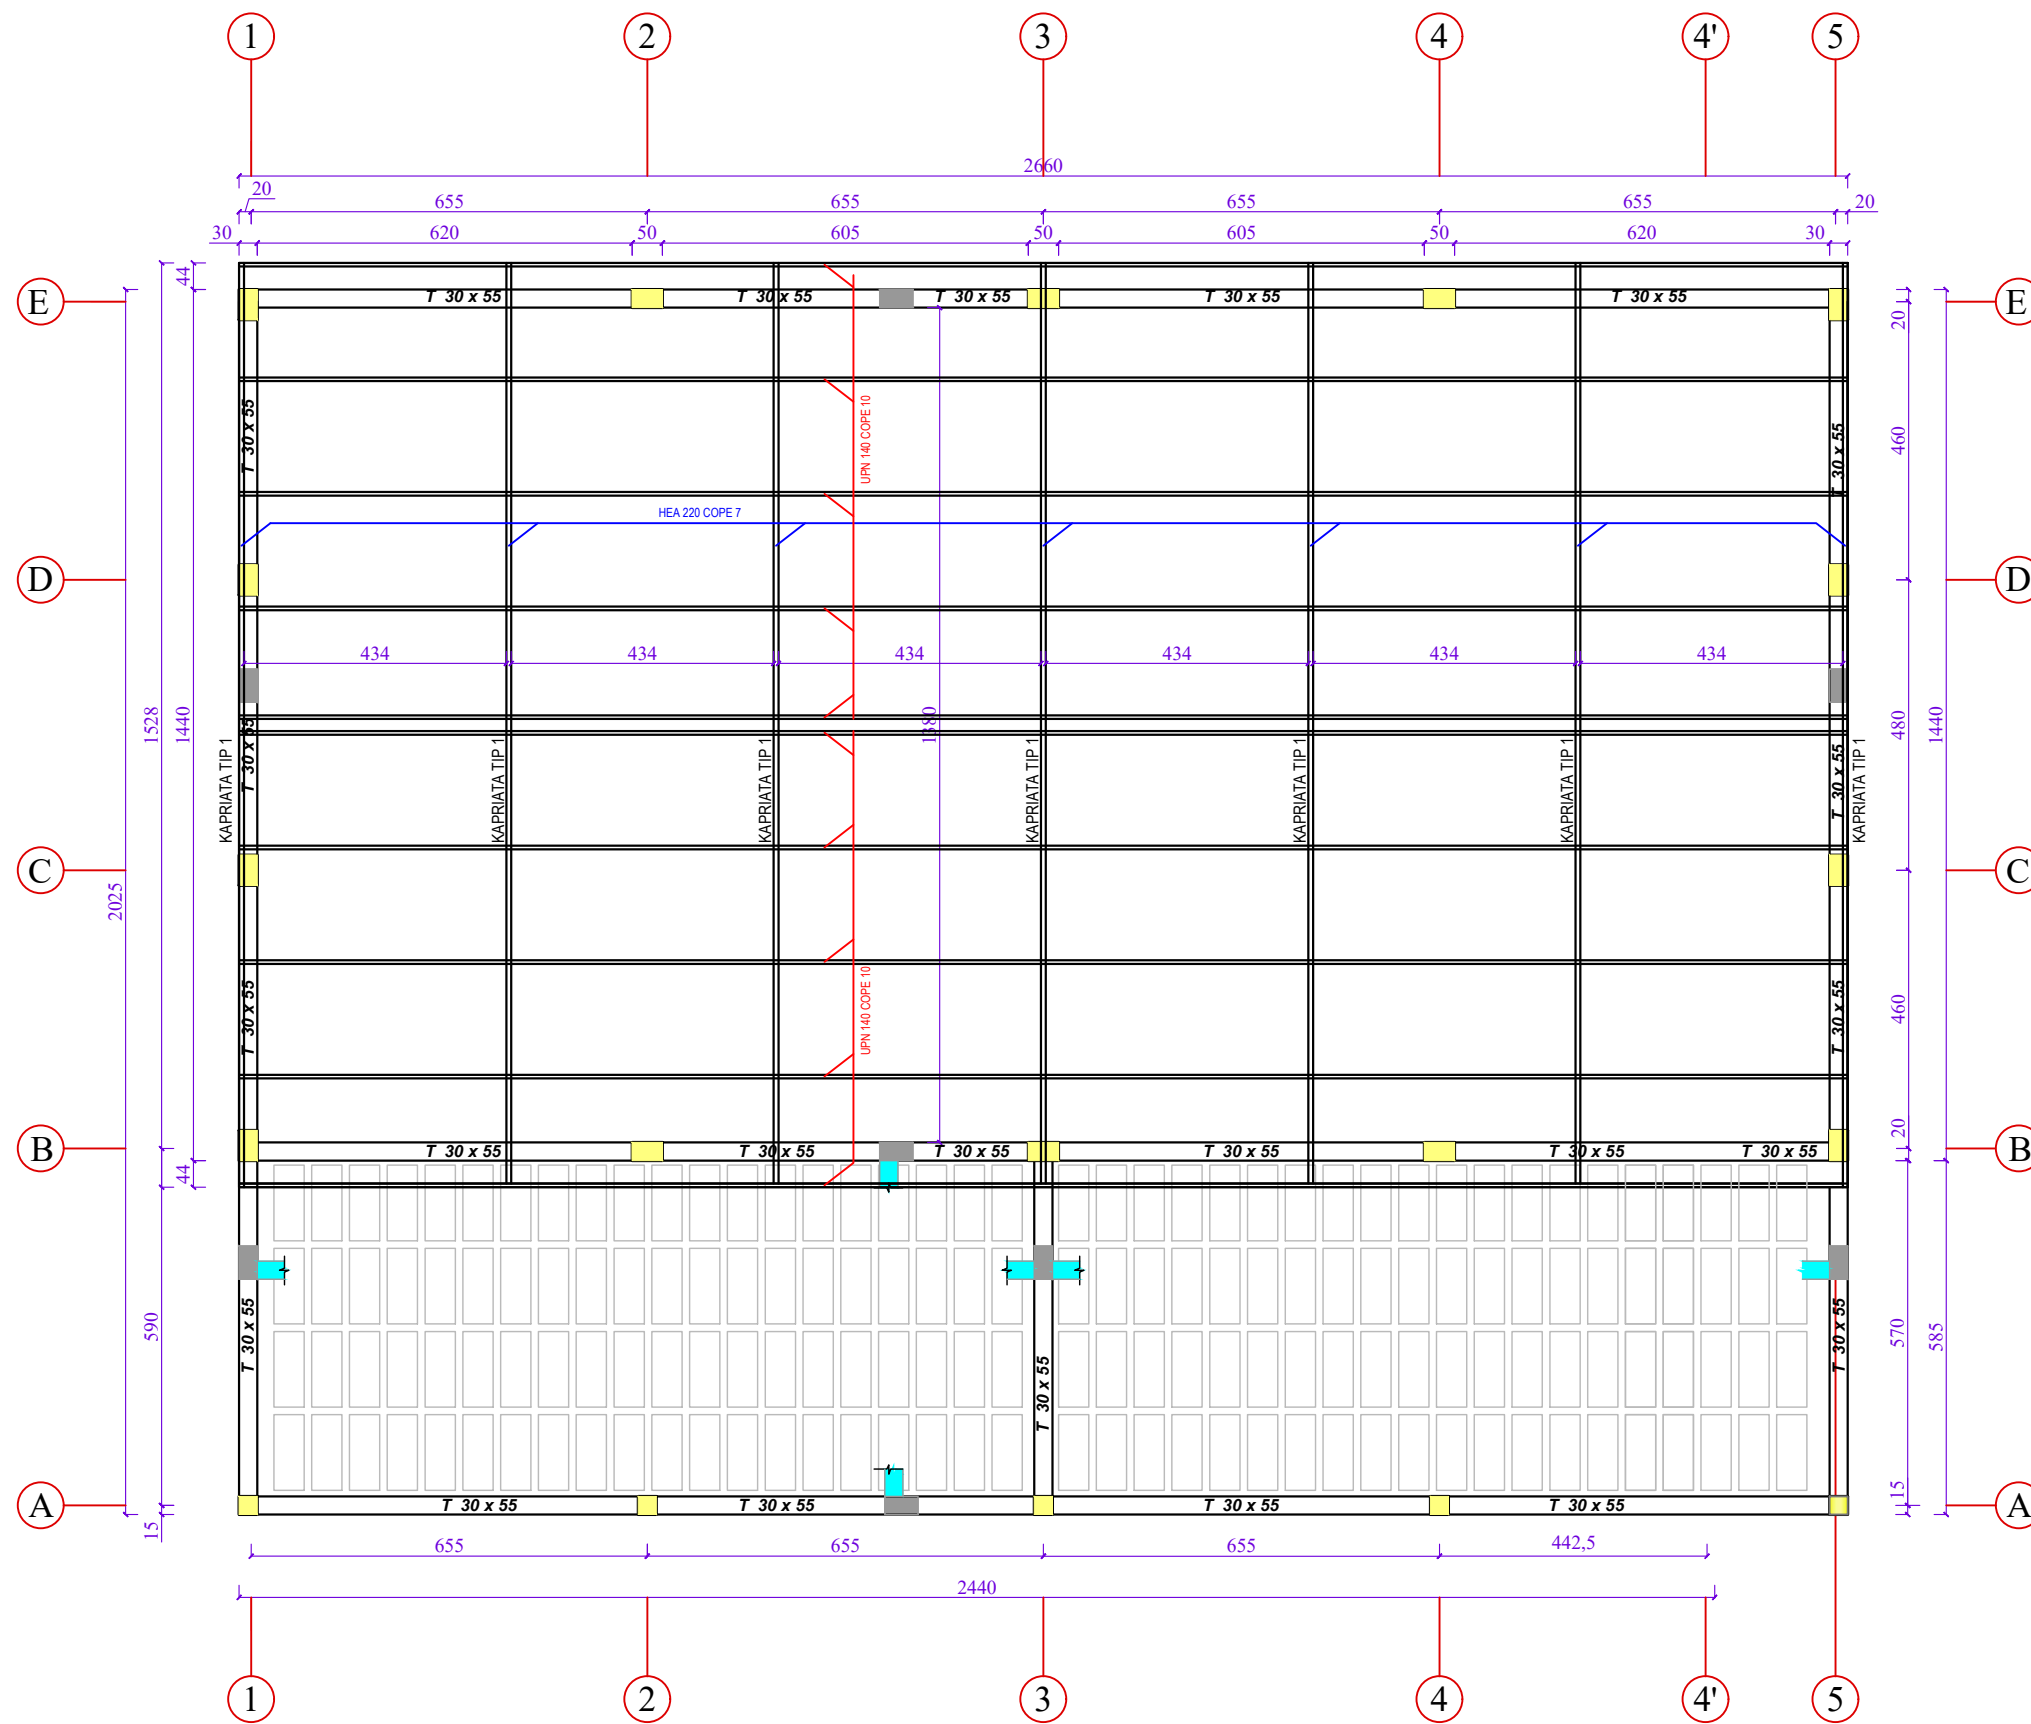 1 2 3 4 4' 5
2660
20 655 655 655 655 20
30 620 50 605 50 605 50 620 30
44
E T 30 x 55 T 30 x 55 T 30 x 55 T 30 x 55 T 30 x 55 E
20
T 30 x 55
UPN 140 COPE 10
T 30 x 55
460
HEA 220 COPE 7
D D
434 434 434 434 434 434
1528
1440
1380
480
1440
T 30 x 55
T 30 x 55
KAPRIATA TIP 1
KAPRIATA TIP 1
KAPRIATA TIP 1
KAPRIATA TIP 1
KAPRIATA TIP 1
KAPRIATA TIP 1
KAPRIATA TIP 1
C C
2025
T 30 x 55
UPN 140 COPE 10
T 30 x 55
460
20
B T 30 x 55 T 30 x 55 T 30 x 55 T 30 x 55 T 30 x 55 T 30 x 55 B
44
590
T 30 x 55
T 30 x 55
T 30 x 55
570
585
15
A T 30 x 55 T 30 x 55 T 30 x 55 T 30 x 55 A
15
655 655 655 442,5
2440
1 2 3 4 4' 5